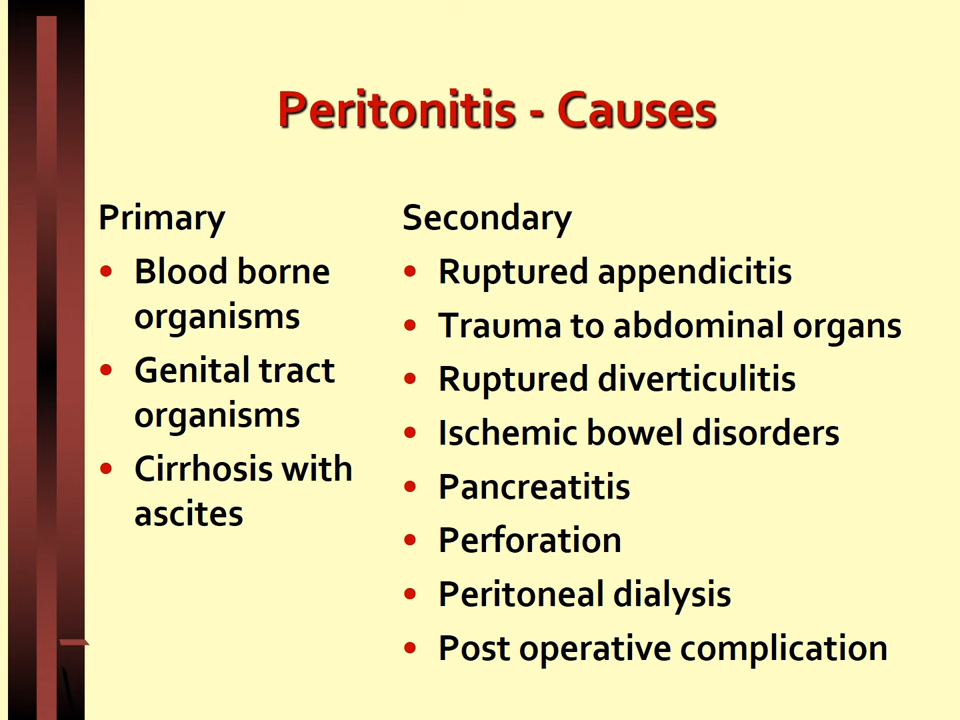 Peritonitis - Causes
Primary
• Blood borne
organisms
• Genital tract
organisms
• Cirrhosis with
ascites
Secondary
• Ruptured appendicitis
• Trauma to abdominal organs
• Ruptured diverticulitis
• Ischemic bowel disorders
• Pancreatitis
• Perforation
• Peritoneal dialysis
• Post operative complication